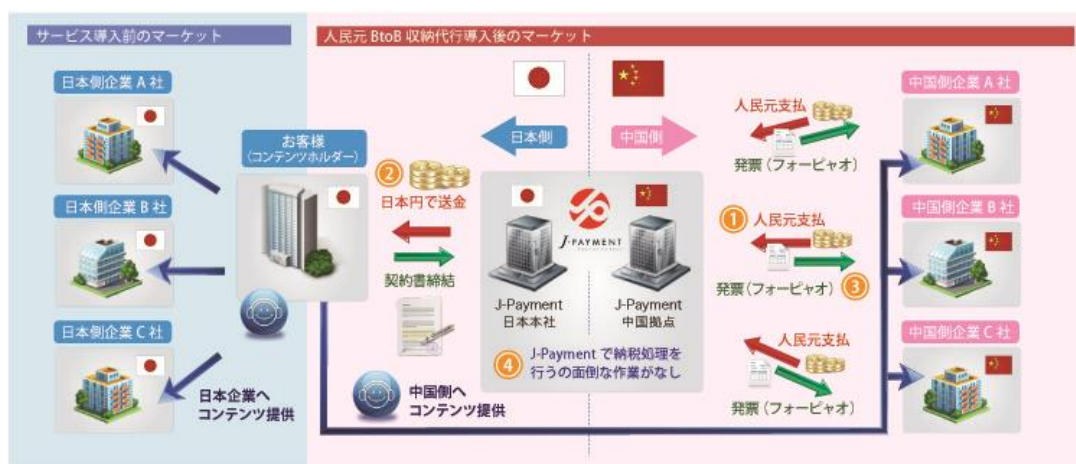 サービス導入前のマーケット
人民元 BtoB 収納代行導入後のマーケット
日本側企業 A 社
日本側企業 B 社
日本側企業 C 社
お客様
（コンテンツホルダー）
日本企業へ
コンテンツ提供
日本側
中国側
②
日本円で送金
契約書締結
J-PAYMENT
J-Payment
日本本社
J-Payment
中国拠点
④
J-Payment で納税処理を
行うの面倒な作業がなし
中国側へ
コンテンツ提供
人民元支払
発票（フォーピャオ）
①
人民元支払
発票（フォーピャオ）
③
人民元支払
発票（フォーピャオ）
中国側企業 A 社
中国側企業 B 社
中国側企業 C 社